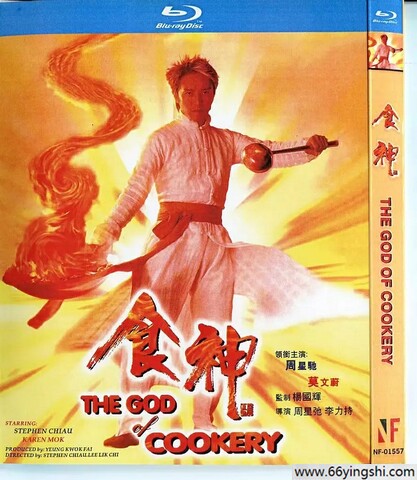 Blu-ray Disc
食神
THE GOD
of
COOKERY
領銜主演:
周星馳
莫文蔚
監制 楊國輝
導演 周星弛 李力持
STARRING:
STEPHEN CHIAU
KAREN MOK
PRODUCED by: YEUNG KWOK FAI
DIRECTED by: STEPHEN CHIAU.LEE LIK CHI
Blu-ray Disc
食神
THE GOD OF COOKERY
NF
NF-01557
www.66yingshi.com